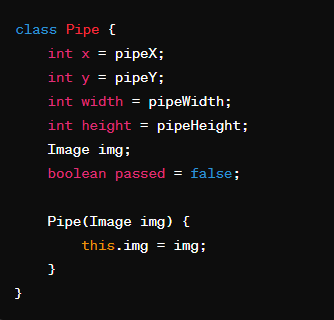 class Pipe {
    int x = pipeX;
    int y = pipeY;
    int width = pipeWidth;
    int height = pipeHeight;
    Image img;
    boolean passed = false;

    Pipe(Image img) {
        this.img = img;
    }
}